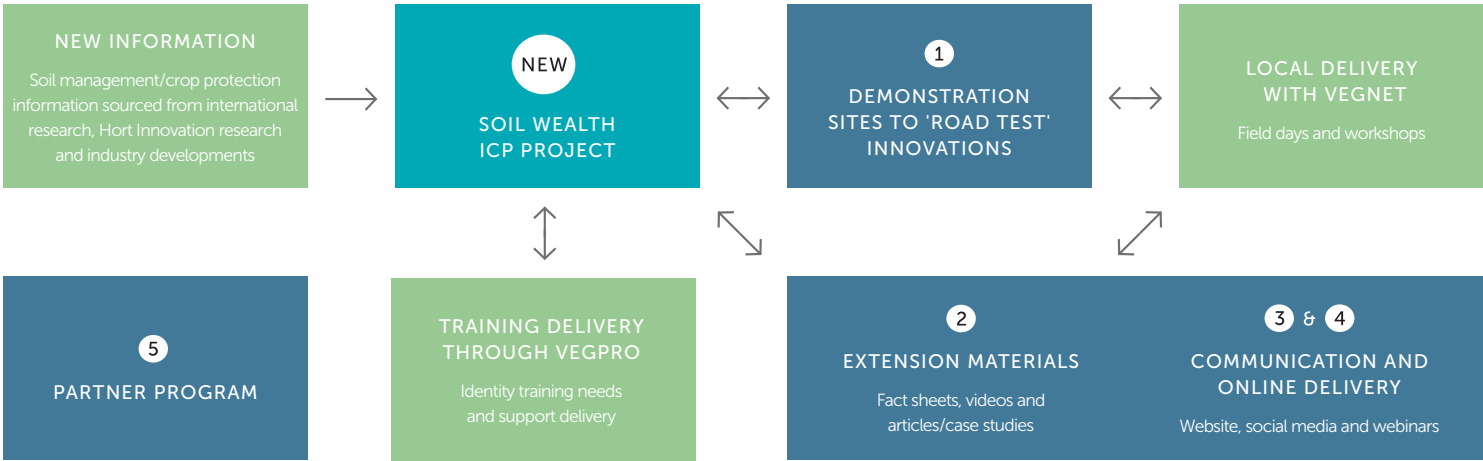 NEW INFORMATION
Soil management/crop protection
information sourced from international
research, Hort Innovation research
and industry developments
NEW
SOIL WEALTH
ICP PROJECT
1
DEMONSTRATION
SITES TO 'ROAD TEST'
INNOVATIONS
LOCAL DELIVERY
WITH VEGNET
Field days and workshops
5
PARTNER PROGRAM
TRAINING DELIVERY
THROUGH VEGPRO
Identity training needs
and support delivery
2
EXTENSION MATERIALS
Fact sheets, videos and
articles/case studies
3 & 4
COMMUNICATION AND
ONLINE DELIVERY
Website, social media and webinars